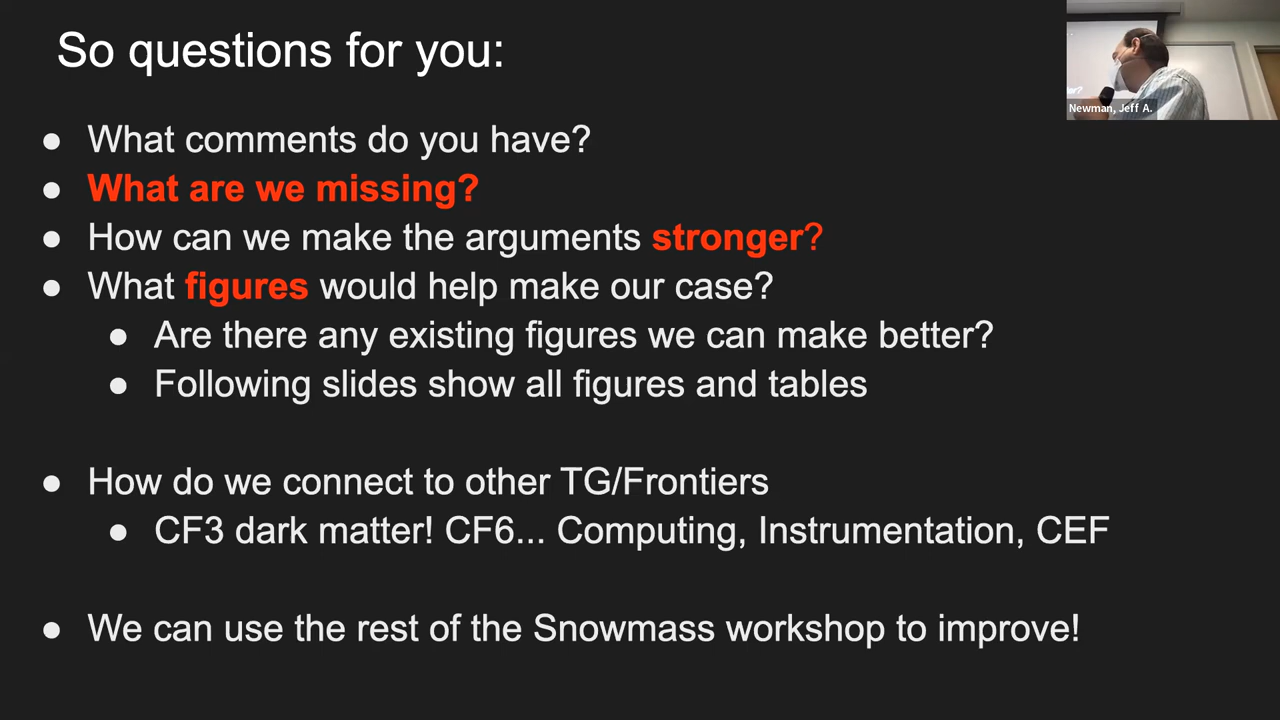 So questions for you:
Newman, Jeff A.
● What comments do you have?
● What are we missing?
● How can we make the arguments stronger?
● What figures would help make our case?
● Are there any existing figures we can make better?
● Following slides show all figures and tables
● How do we connect to other TG/Frontiers
● CF3 dark matter! CF6... Computing, Instrumentation, CEF
● We can use the rest of the Snowmass workshop to improve!